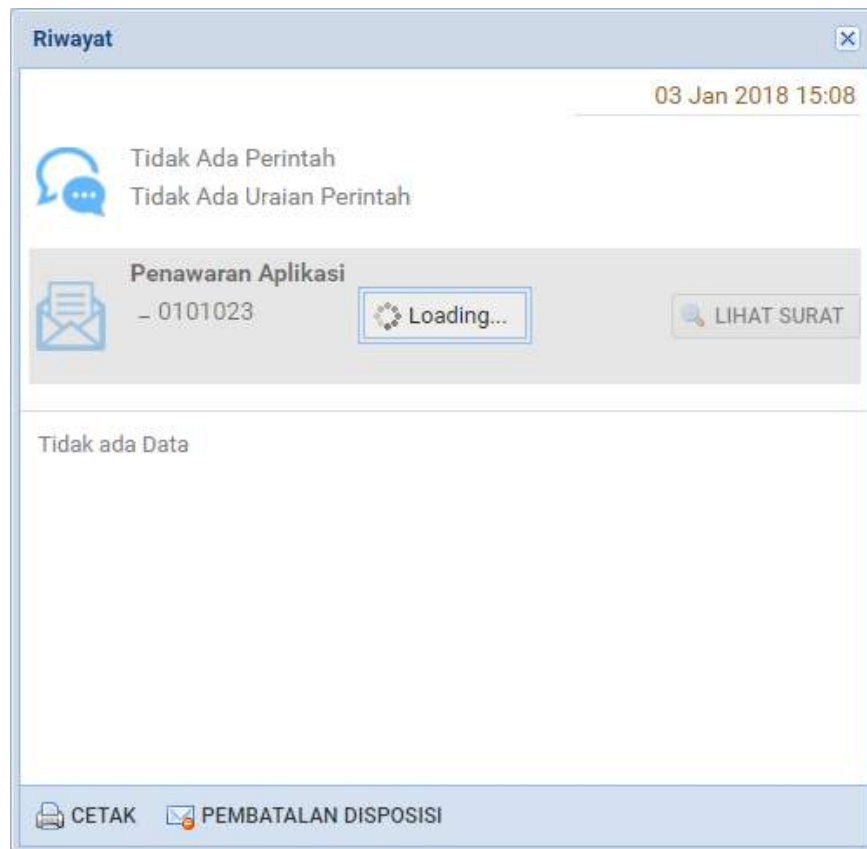 Riwayat
03 Jan 2018 15:08
Tidak Ada Perintah
Tidak Ada Uraian Perintah
Penawaran Aplikasi
– 0101023
Loading...
LIHAT SURAT
Tidak ada Data
CETAK PEMBATALAN DISPOSISI